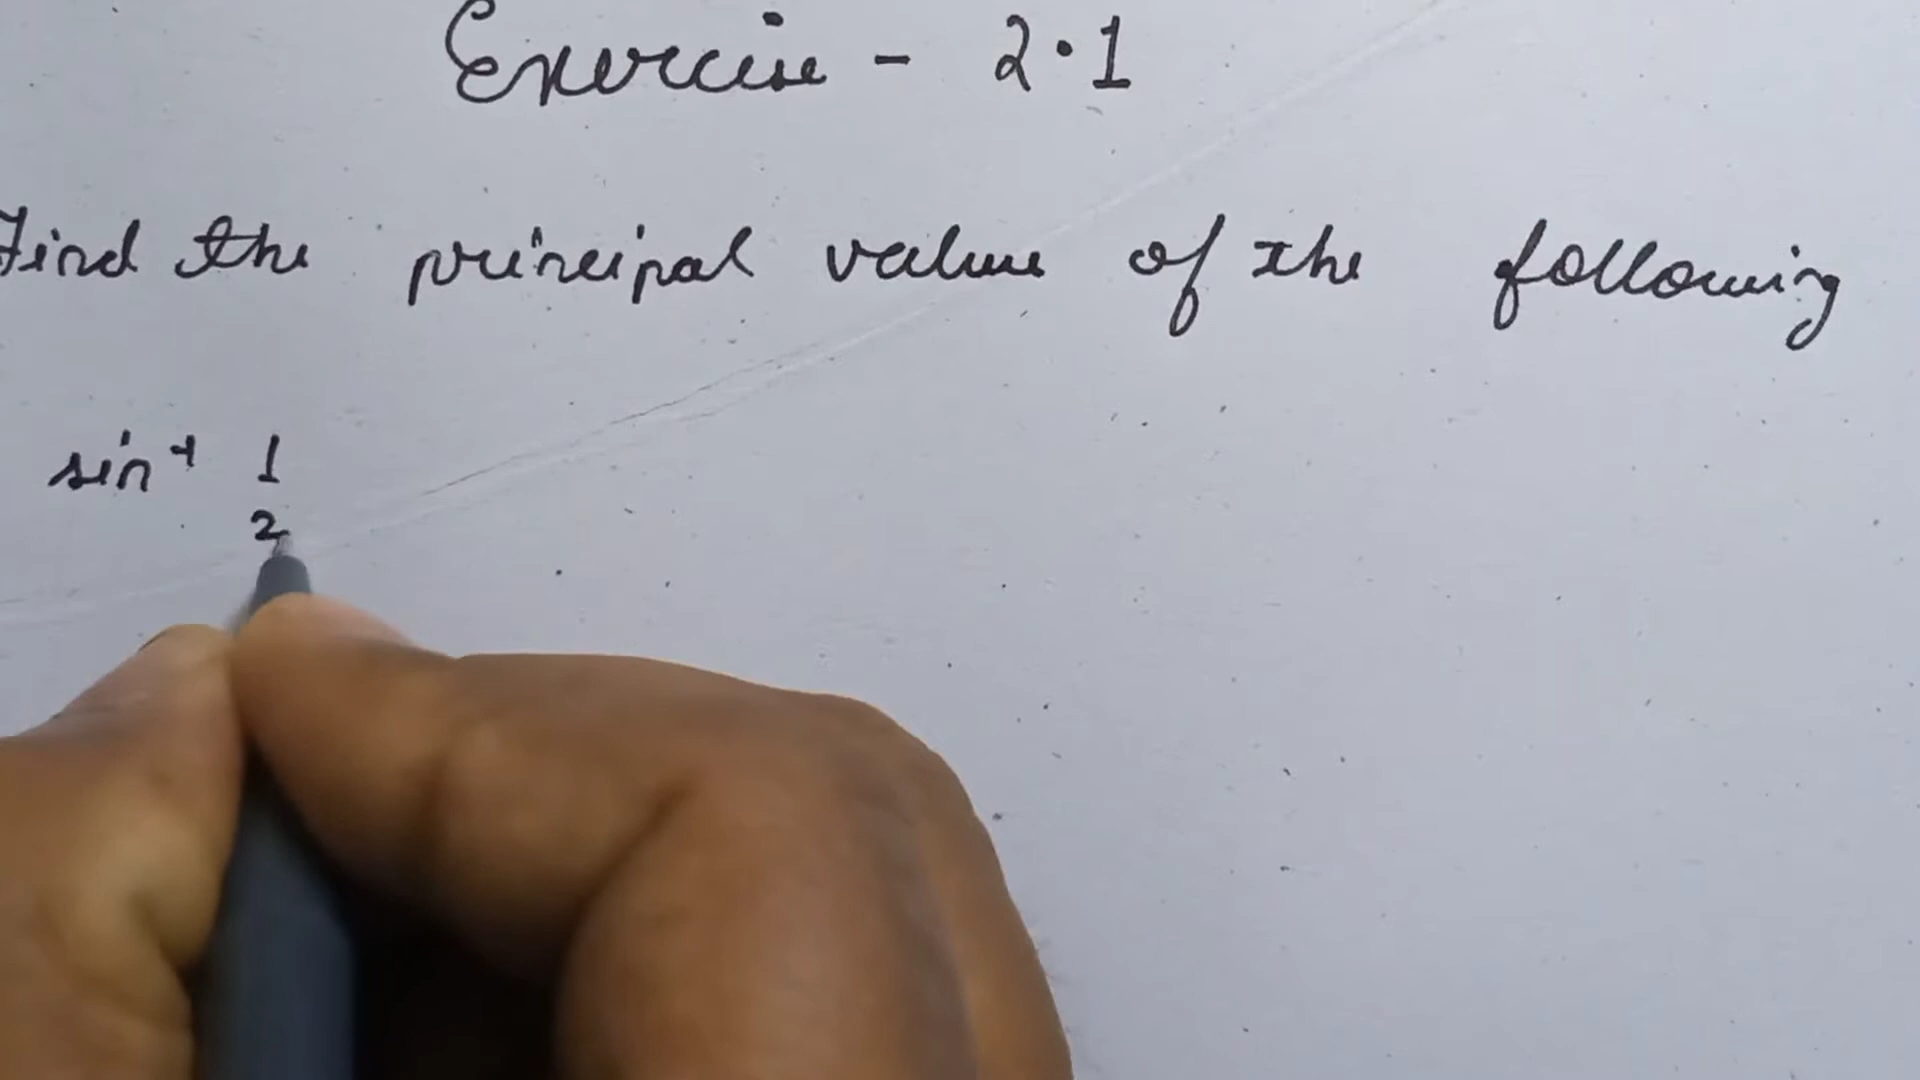 Exercise - 2.1
Find the principal value of the following
sin⁻¹ 1
2